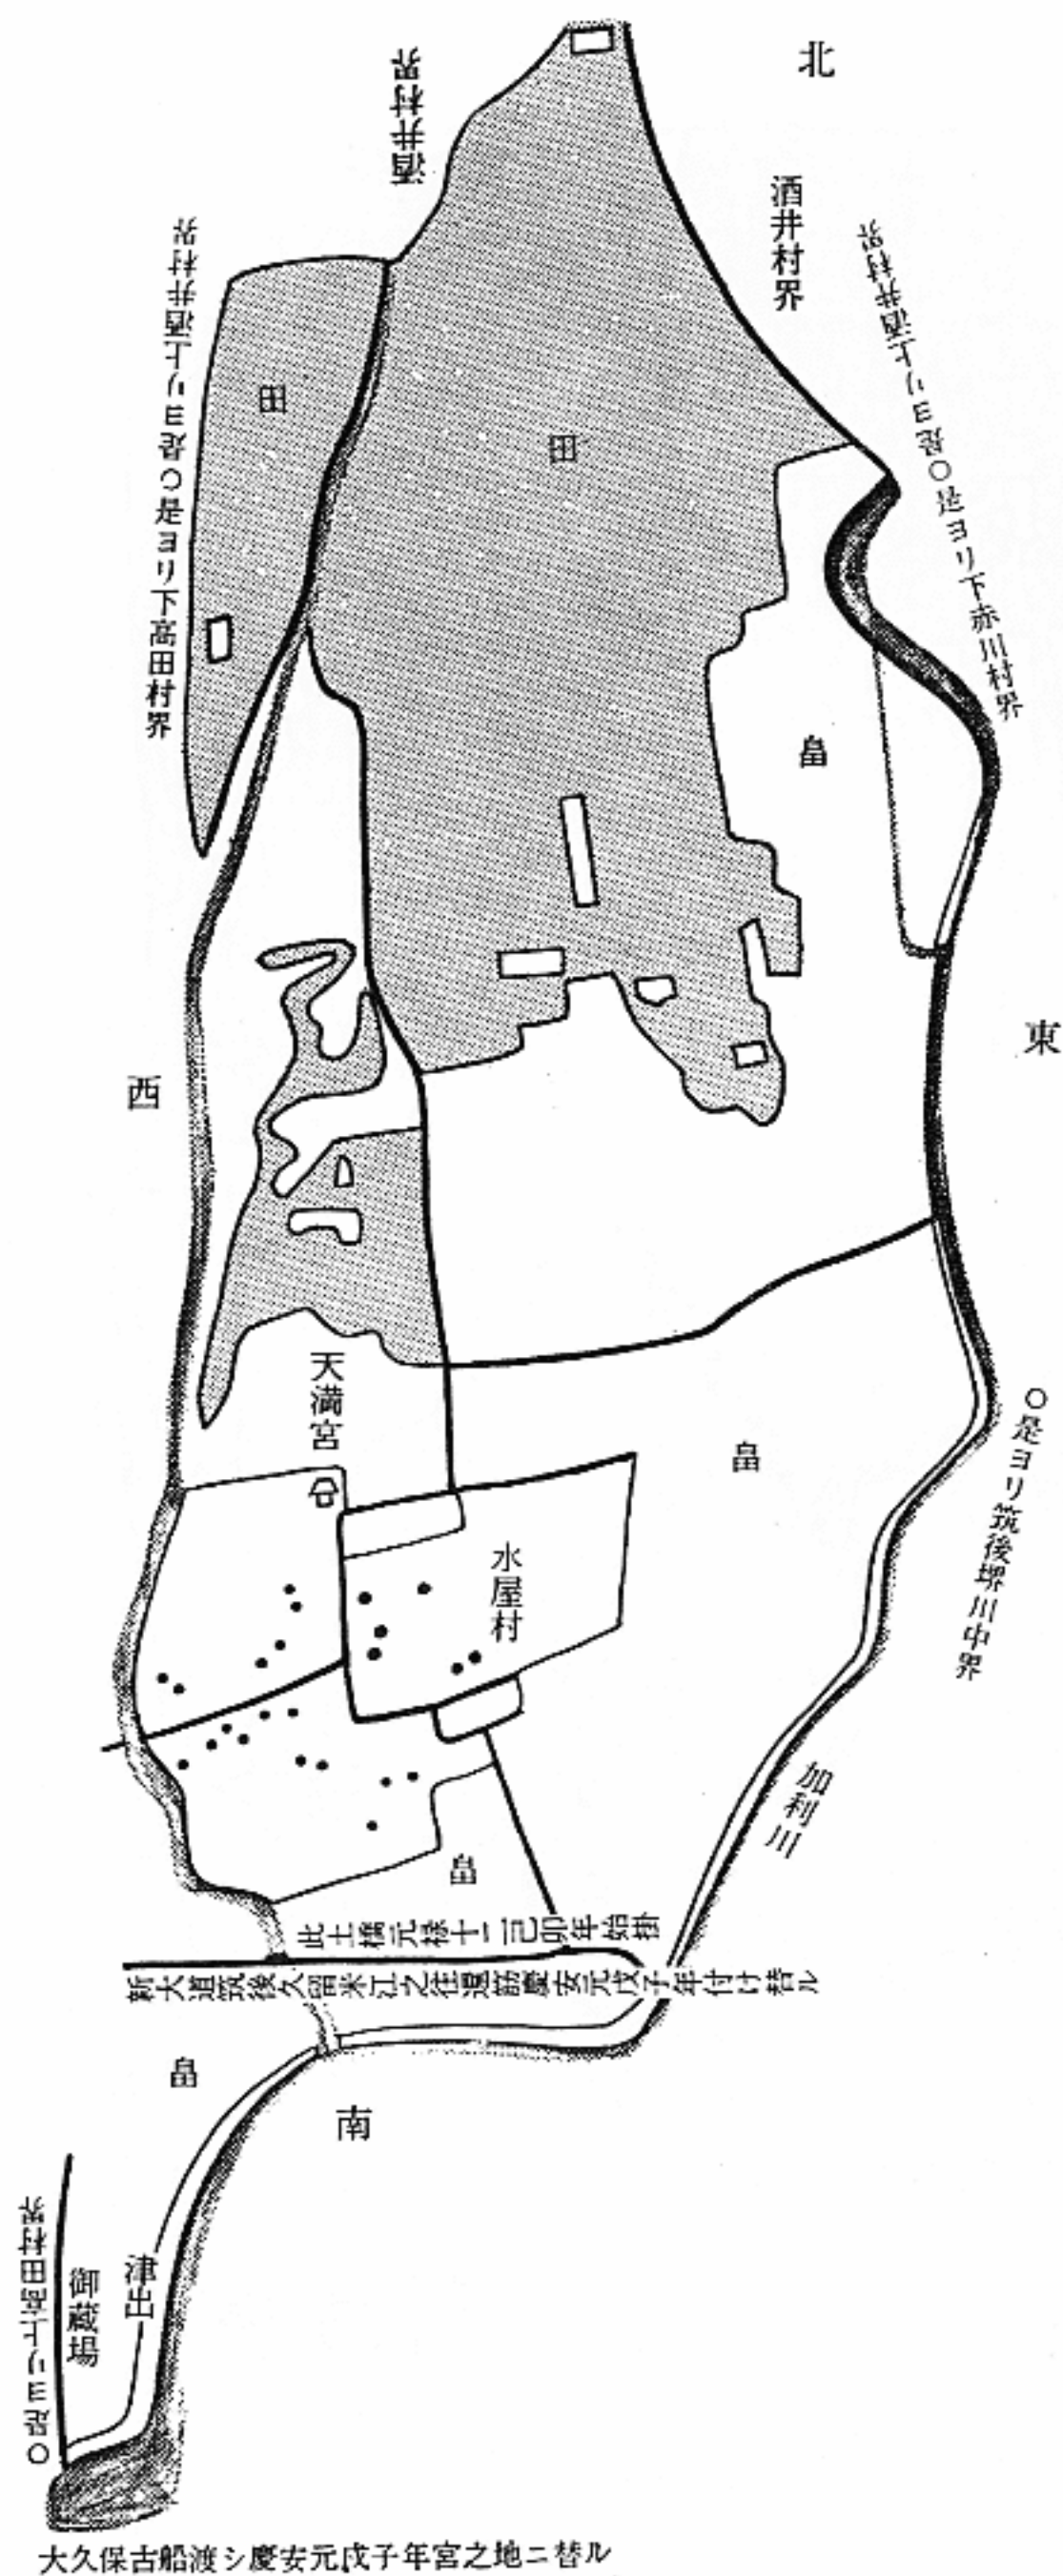 北
酒井村界
酒井村界
是ヨリ上酒井村界○是ヨリ下高田村界
是ヨリ上酒井村界○是ヨリ下赤川村界
田
田
畠
東
西
天満宮
畠
○是ヨリ筑後堺川中界
水屋村
加利川
畠
此土橋元禄十二己卯年始掛
新大道筑後久留米江之往還筋慶安元戊子年付け替ル
畠
南
津出
御蔵場
○是ヨリ上高田村界
大久保古船渡シ慶安元戊子年宮之地ニ替ル